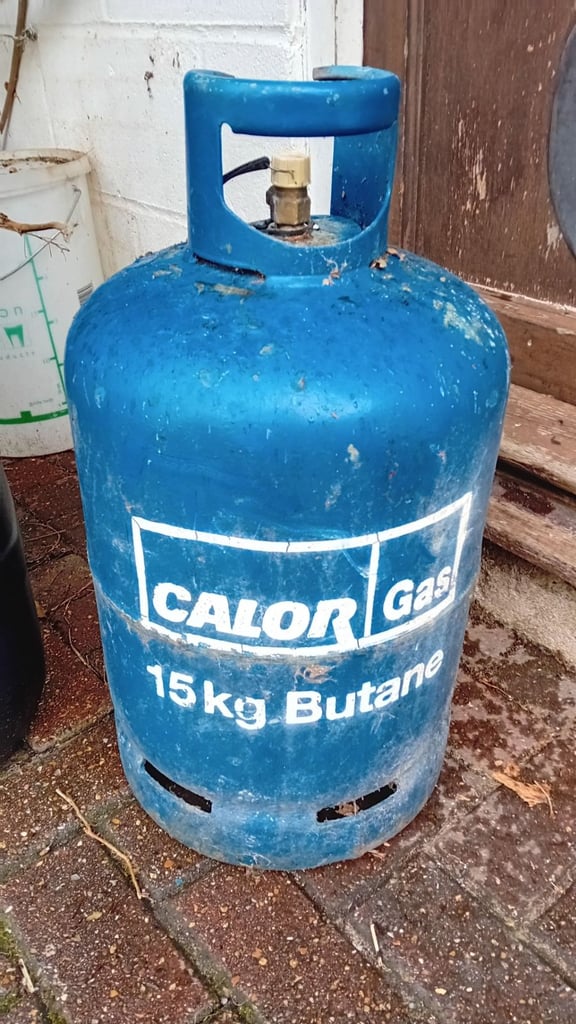 CALOR Gas
15kg Butane